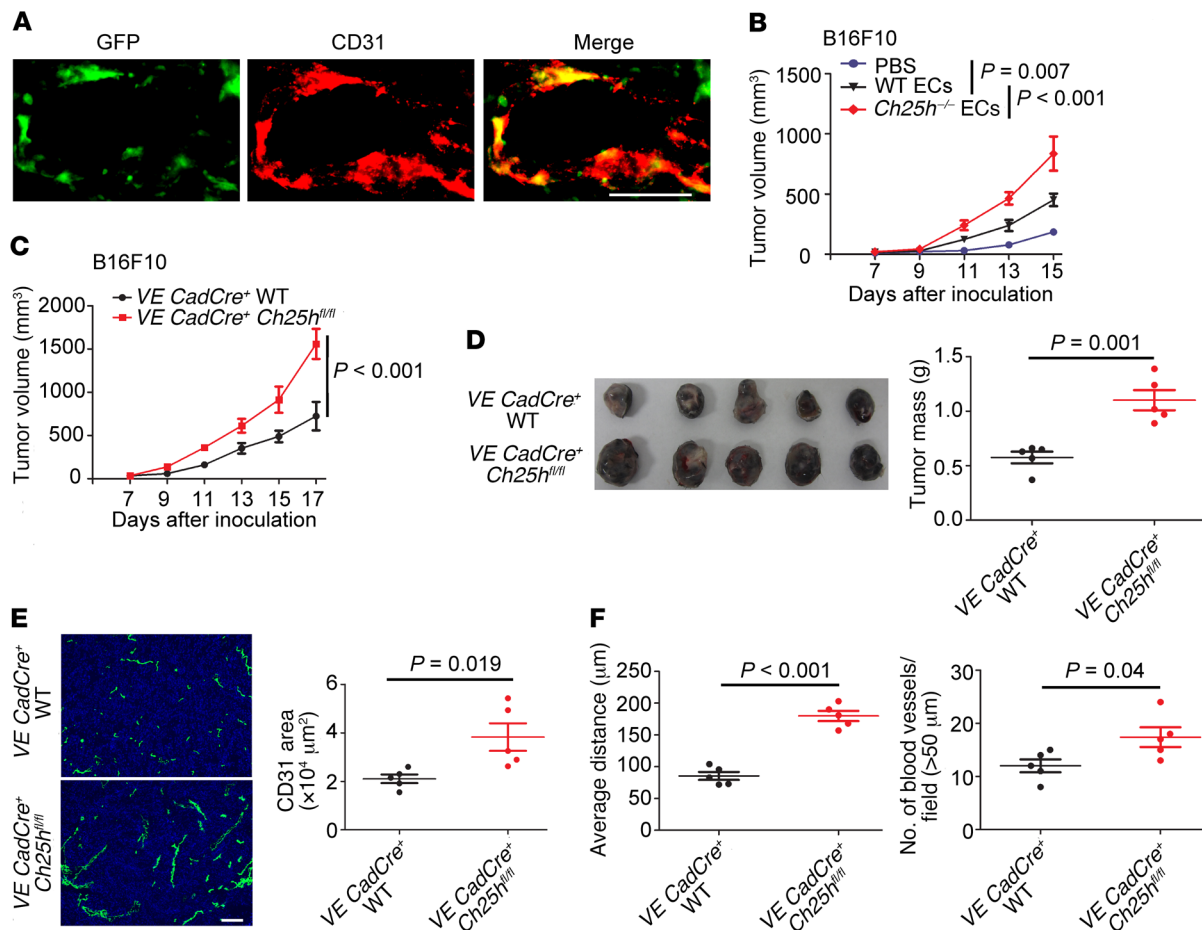 A
GFP
CD31
Merge
B
B16F10
PBS
WT ECs
Ch25h–/– ECs
P = 0.007
P < 0.001
Tumor volume (mm3)
1500
1000
500
0
7 9 11 13 15
Days after inoculation
C
B16F10
VE CadCre+ WT
VE CadCre+ Ch25hfl/fl
P < 0.001
Tumor volume (mm3)
2000
1500
1000
500
0
7 9 11 13 15 17
Days after inoculation
D
VE CadCre+
WT
VE CadCre+
Ch25hfl/fl
P = 0.001
Tumor mass (g)
1.5
1.0
0.5
0.0
VE CadCre+
WT
VE CadCre+
Ch25hfl/fl
E
VE CadCre+
WT
VE CadCre+
Ch25hfl/fl
P = 0.019
CD31 area
(×10⁴ μm²)
6
4
2
0
VE CadCre+
WT
VE CadCre+
Ch25hfl/fl
F
P < 0.001
Average distance (μm)
200
150
100
50
0
VE CadCre+
WT
VE CadCre+
Ch25hfl/fl
P = 0.04
No. of blood vessels/
field (>50 μm)
30
20
10
0
VE CadCre+
WT
VE CadCre+
Ch25hfl/fl